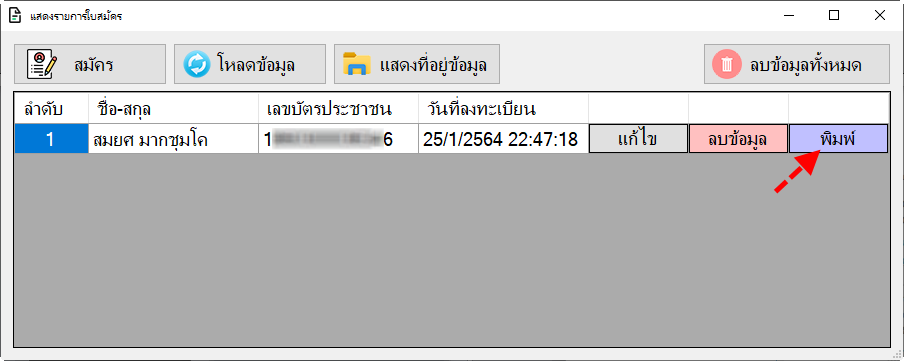 แสดงรายการใบสมัคร
สมัคร โหลดข้อมูล แสดงที่อยู่ข้อมูล ลบข้อมูลทั้งหมด
ลำดับ ชื่อ-สกุล เลขบัตรประชาชน วันที่ลงทะเบียน
1 สมยศ มากชุมโค 1 6 25/1/2564 22:47:18 แก้ไข ลบข้อมูล พิมพ์